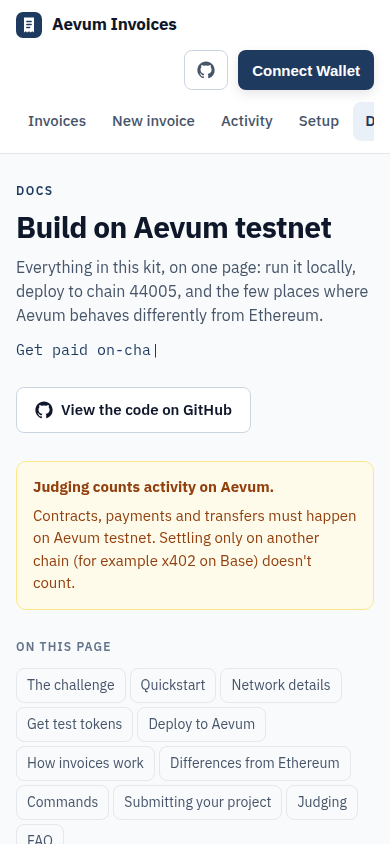 Aevum Invoices
Connect Wallet
Invoices New invoice Activity Setup D
DOCS
Build on Aevum testnet
Everything in this kit, on one page: run it locally,
deploy to chain 44005, and the few places where
Aevum behaves differently from Ethereum.
Get paid on-cha|
View the code on GitHub
Judging counts activity on Aevum.
Contracts, payments and transfers must happen
on Aevum testnet. Settling only on another
chain (for example x402 on Base) doesn't
count.
ON THIS PAGE
The challenge Quickstart Network details
Get test tokens Deploy to Aevum
How invoices work Differences from Ethereum
Commands Submitting your project Judging
FAQ